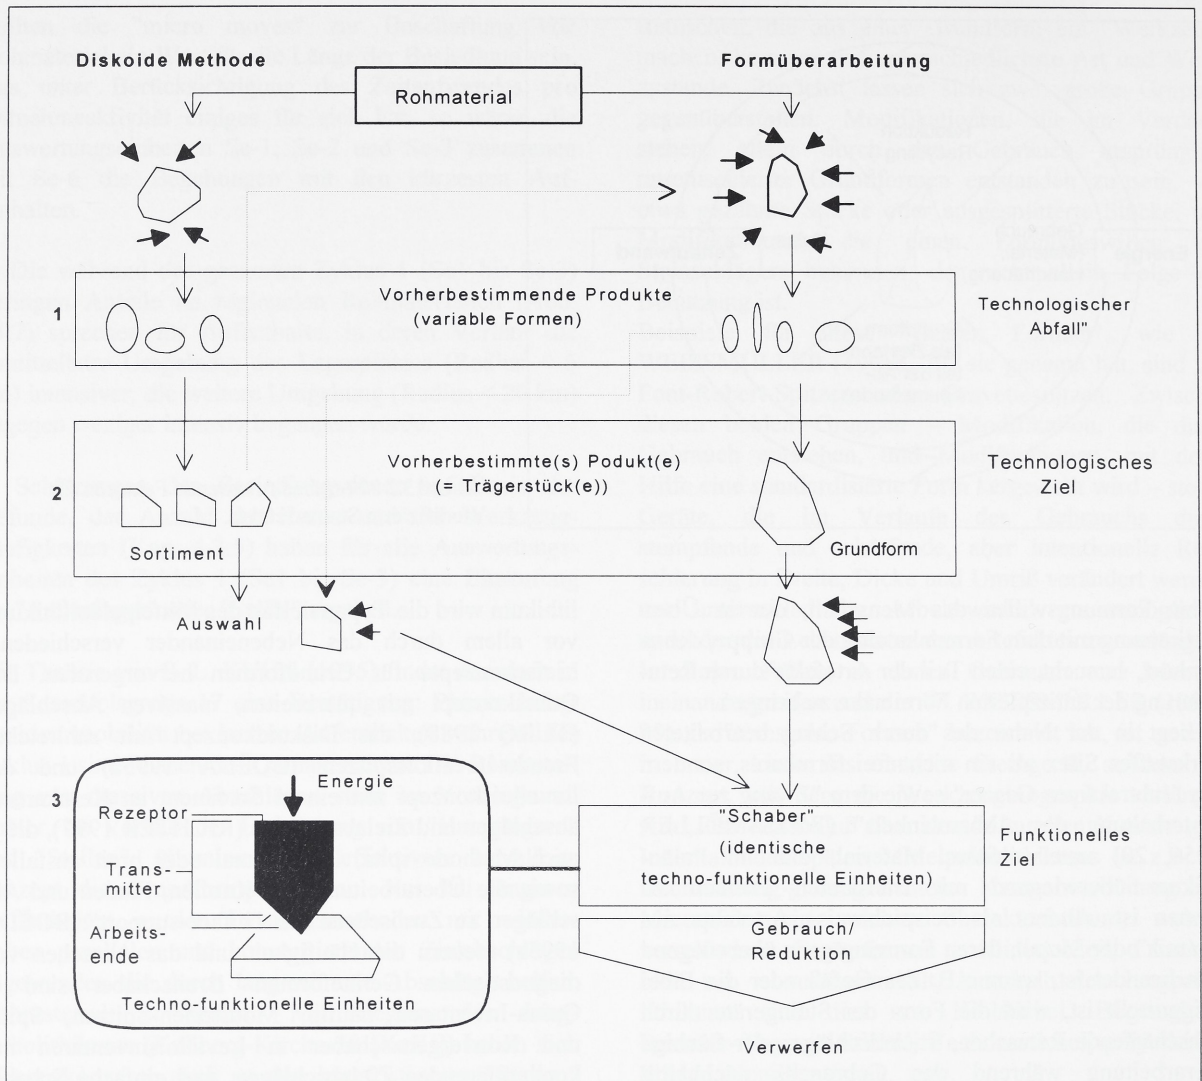 Diskoide Methode
Formüberarbeitung
Rohmaterial
>
1
Vorherbestimmende Produkte
(variable Formen)
Technologischer
Abfall"
2
Vorherbestimmte(s) Podukt(e)
(= Trägerstück(e))
Technologisches
Ziel
Sortiment
Grundform
Auswahl
3
Energie
Rezeptor
Trans-
mitter
Arbeits-
ende
Techno-funktionelle Einheiten
"Schaber"
(identische
techno-funktionelle Einheiten)
Funktionelles
Ziel
Gebrauch/
Reduktion
Verwerfen